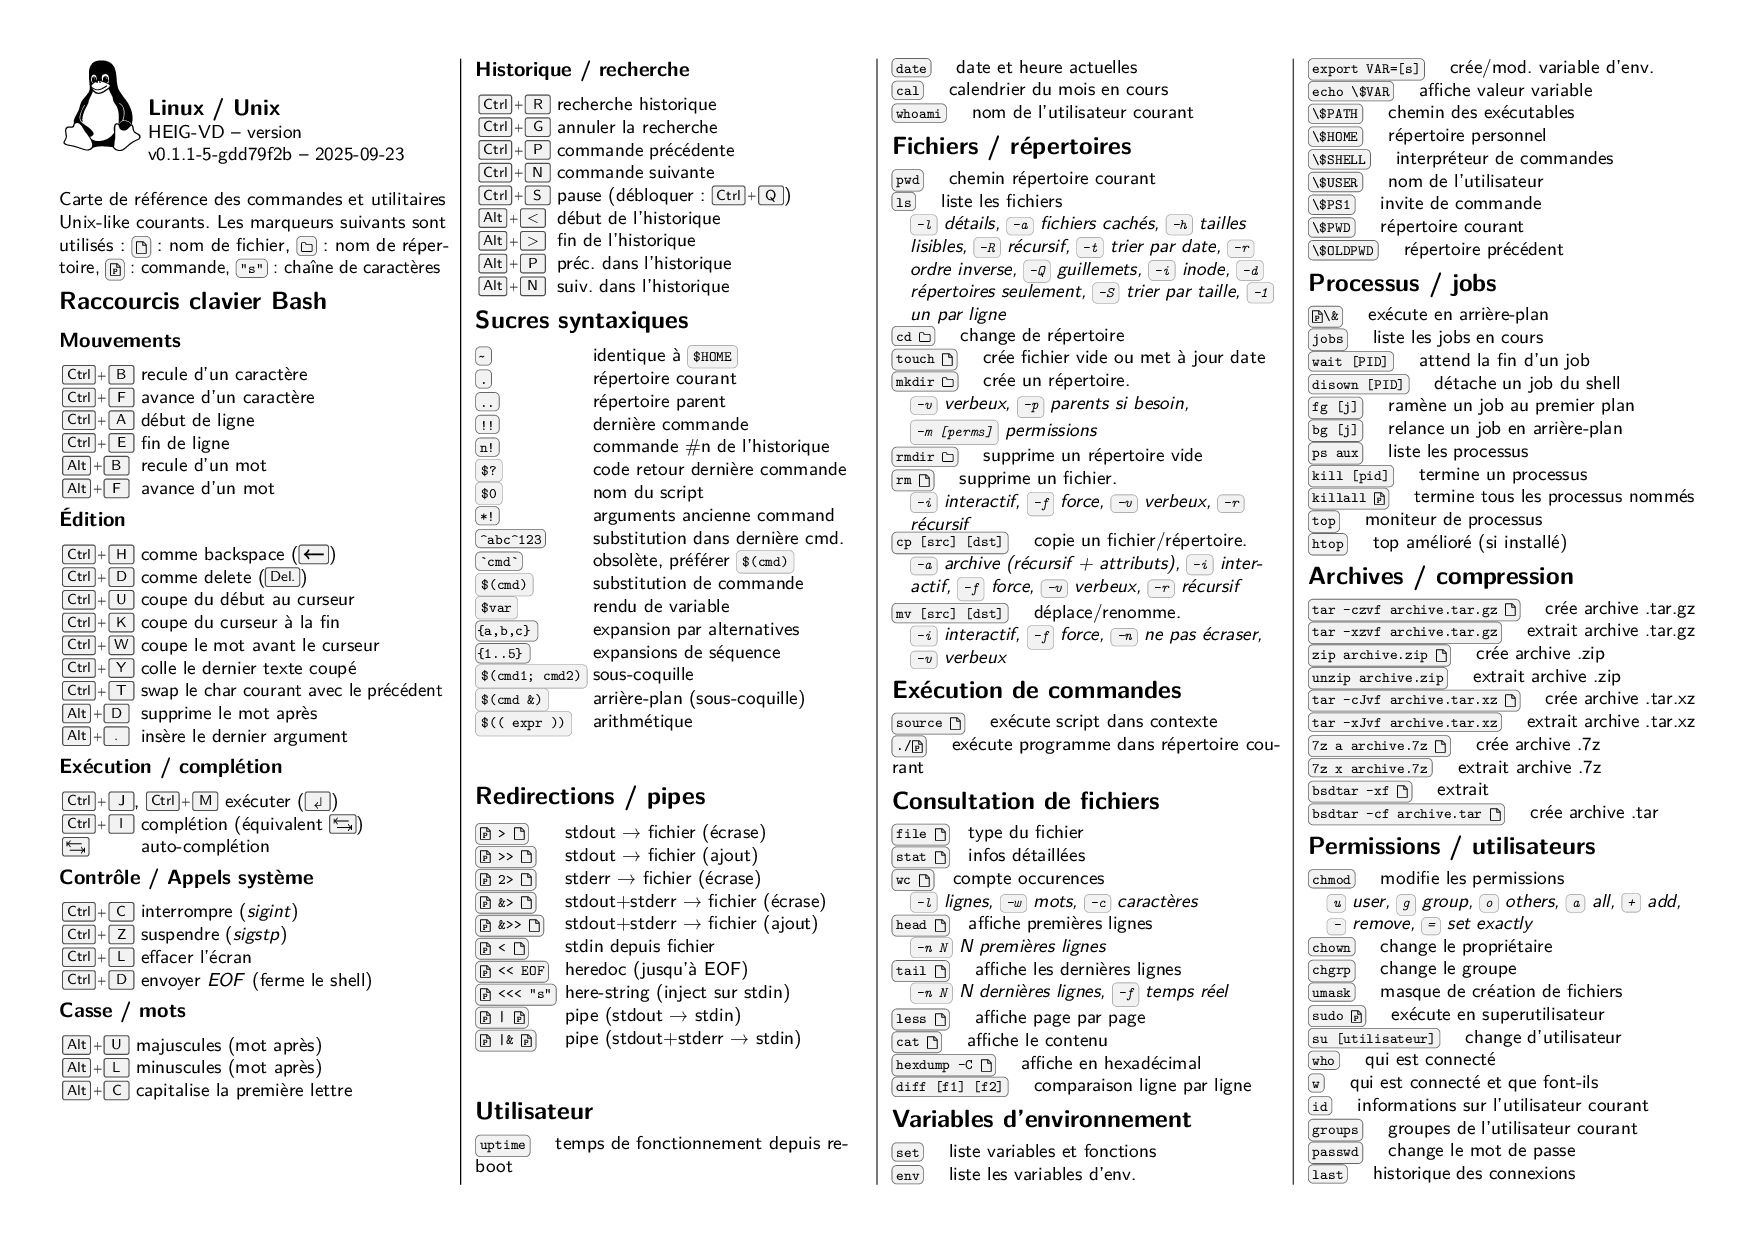 Linux / Unix
HEIG-VD – version
v0.1.1-5-gdd79f2b – 2025-09-23
Carte de référence des commandes et utilitaires
Unix-like courants. Les marqueurs suivants sont
utilisés : : nom de fichier, : nom de réper-
toire, : commande, "s" : chaîne de caractères
Raccourcis clavier Bash
Mouvements
Ctrl+B recule d'un caractère
Ctrl+F avance d'un caractère
Ctrl+A début de ligne
Ctrl+E fin de ligne
Alt+B recule d'un mot
Alt+F avance d'un mot
Édition
Ctrl+H comme backspace (←)
Ctrl+D comme delete (Del.)
Ctrl+U coupe du début au curseur
Ctrl+K coupe du curseur à la fin
Ctrl+W coupe le mot avant le curseur
Ctrl+Y colle le dernier texte coupé
Ctrl+T swap le char courant avec le précédent
Alt+D supprime le mot après
Alt+. insère le dernier argument
Exécution / complétion
Ctrl+J, Ctrl+M exécuter (↲)
Ctrl+I complétion (équivalent ↹)
↹ auto-complétion
Contrôle / Appels système
Ctrl+C interrompre (sigint)
Ctrl+Z suspendre (sigstp)
Ctrl+L effacer l'écran
Ctrl+D envoyer EOF (ferme le shell)
Casse / mots
Alt+U majuscules (mot après)
Alt+L minuscules (mot après)
Alt+C capitalise la première lettre
Historique / recherche
Ctrl+R recherche historique
Ctrl+G annuler la recherche
Ctrl+P commande précédente
Ctrl+N commande suivante
Ctrl+S pause (débloquer : Ctrl+Q)
Alt+< début de l'historique
Alt+> fin de l'historique
Alt+P préc. dans l'historique
Alt+N suiv. dans l'historique
Sucres syntaxiques
~ identique à $HOME
. répertoire courant
.. répertoire parent
!! dernière commande
n! commande #n de l'historique
$? code retour dernière commande
$0 nom du script
*! arguments ancienne command
^abc^123 substitution dans dernière cmd.
`cmd` obsolète, préférer $(cmd)
$(cmd) substitution de commande
$var rendu de variable
{a,b,c} expansion par alternatives
{1..5} expansions de séquence
$(cmd1; cmd2) sous-coquille
$(cmd &) arrière-plan (sous-coquille)
$(( expr )) arithmétique
Redirections / pipes
> stdout → fichier (écrase)
>> stdout → fichier (ajout)
2> stderr → fichier (écrase)
&> stdout+stderr → fichier (écrase)
&>> stdout+stderr → fichier (ajout)
< stdin depuis fichier
<< EOF heredoc (jusqu'à EOF)
<<< "s" here-string (inject sur stdin)
| pipe (stdout → stdin)
|& pipe (stdout+stderr → stdin)
Utilisateur
uptime temps de fonctionnement depuis re-
boot
date date et heure actuelles
cal calendrier du mois en cours
whoami nom de l'utilisateur courant
Fichiers / répertoires
pwd chemin répertoire courant
ls liste les fichiers
-l détails, -a fichiers cachés, -h tailles
lisibles, -R récursif, -t trier par date, -r
ordre inverse, -Q guillemets, -i inode, -d
répertoires seulement, -S trier par taille, -1
un par ligne
cd change de répertoire
touch crée fichier vide ou met à jour date
mkdir crée un répertoire.
-v verbeux, -p parents si besoin,
-m [perms] permissions
rmdir supprime un répertoire vide
rm supprime un fichier.
-i interactif, -f force, -v verbeux, -r
récursif
cp [src] [dst] copie un fichier/répertoire.
-a archive (récursif + attributs), -i inter-
actif, -f force, -v verbeux, -r récursif
mv [src] [dst] déplace/renomme.
-i interactif, -f force, -n ne pas écraser,
-v verbeux
Exécution de commandes
source exécute script dans contexte
./ exécute programme dans répertoire cou-
rant
Consultation de fichiers
file type du fichier
stat infos détaillées
wc compte occurences
-l lignes, -w mots, -c caractères
head affiche premières lignes
-n N N premières lignes
tail affiche les dernières lignes
-n N N dernières lignes, -f temps réel
less affiche page par page
cat affiche le contenu
hexdump -C affiche en hexadécimal
diff [f1] [f2] comparaison ligne par ligne
Variables d'environnement
set liste variables et fonctions
env liste les variables d'env.
export VAR=[s] crée/mod. variable d'env.
echo \$VAR affiche valeur variable
\$PATH chemin des exécutables
\$HOME répertoire personnel
\$SHELL interpréteur de commandes
\$USER nom de l'utilisateur
\$PS1 invite de commande
\$PWD répertoire courant
\$OLDPWD répertoire précédent
Processus / jobs
\& exécute en arrière-plan
jobs liste les jobs en cours
wait [PID] attend la fin d'un job
disown [PID] détache un job du shell
fg [j] ramène un job au premier plan
bg [j] relance un job en arrière-plan
ps aux liste les processus
kill [pid] termine un processus
killall termine tous les processus nommés
top moniteur de processus
htop top amélioré (si installé)
Archives / compression
tar -czvf archive.tar.gz crée archive .tar.gz
tar -xzvf archive.tar.gz extrait archive .tar.gz
zip archive.zip crée archive .zip
unzip archive.zip extrait archive .zip
tar -cJvf archive.tar.xz crée archive .tar.xz
tar -xJvf archive.tar.xz extrait archive .tar.xz
7z a archive.7z crée archive .7z
7z x archive.7z extrait archive .7z
bsdtar -xf extrait
bsdtar -cf archive.tar crée archive .tar
Permissions / utilisateurs
chmod modifie les permissions
u user, g group, o others, a all, + add,
- remove, = set exactly
chown change le propriétaire
chgrp change le groupe
umask masque de création de fichiers
sudo exécute en superutilisateur
su [utilisateur] change d'utilisateur
who qui est connecté
w qui est connecté et que font-ils
id informations sur l'utilisateur courant
groups groupes de l'utilisateur courant
passwd change le mot de passe
last historique des connexions